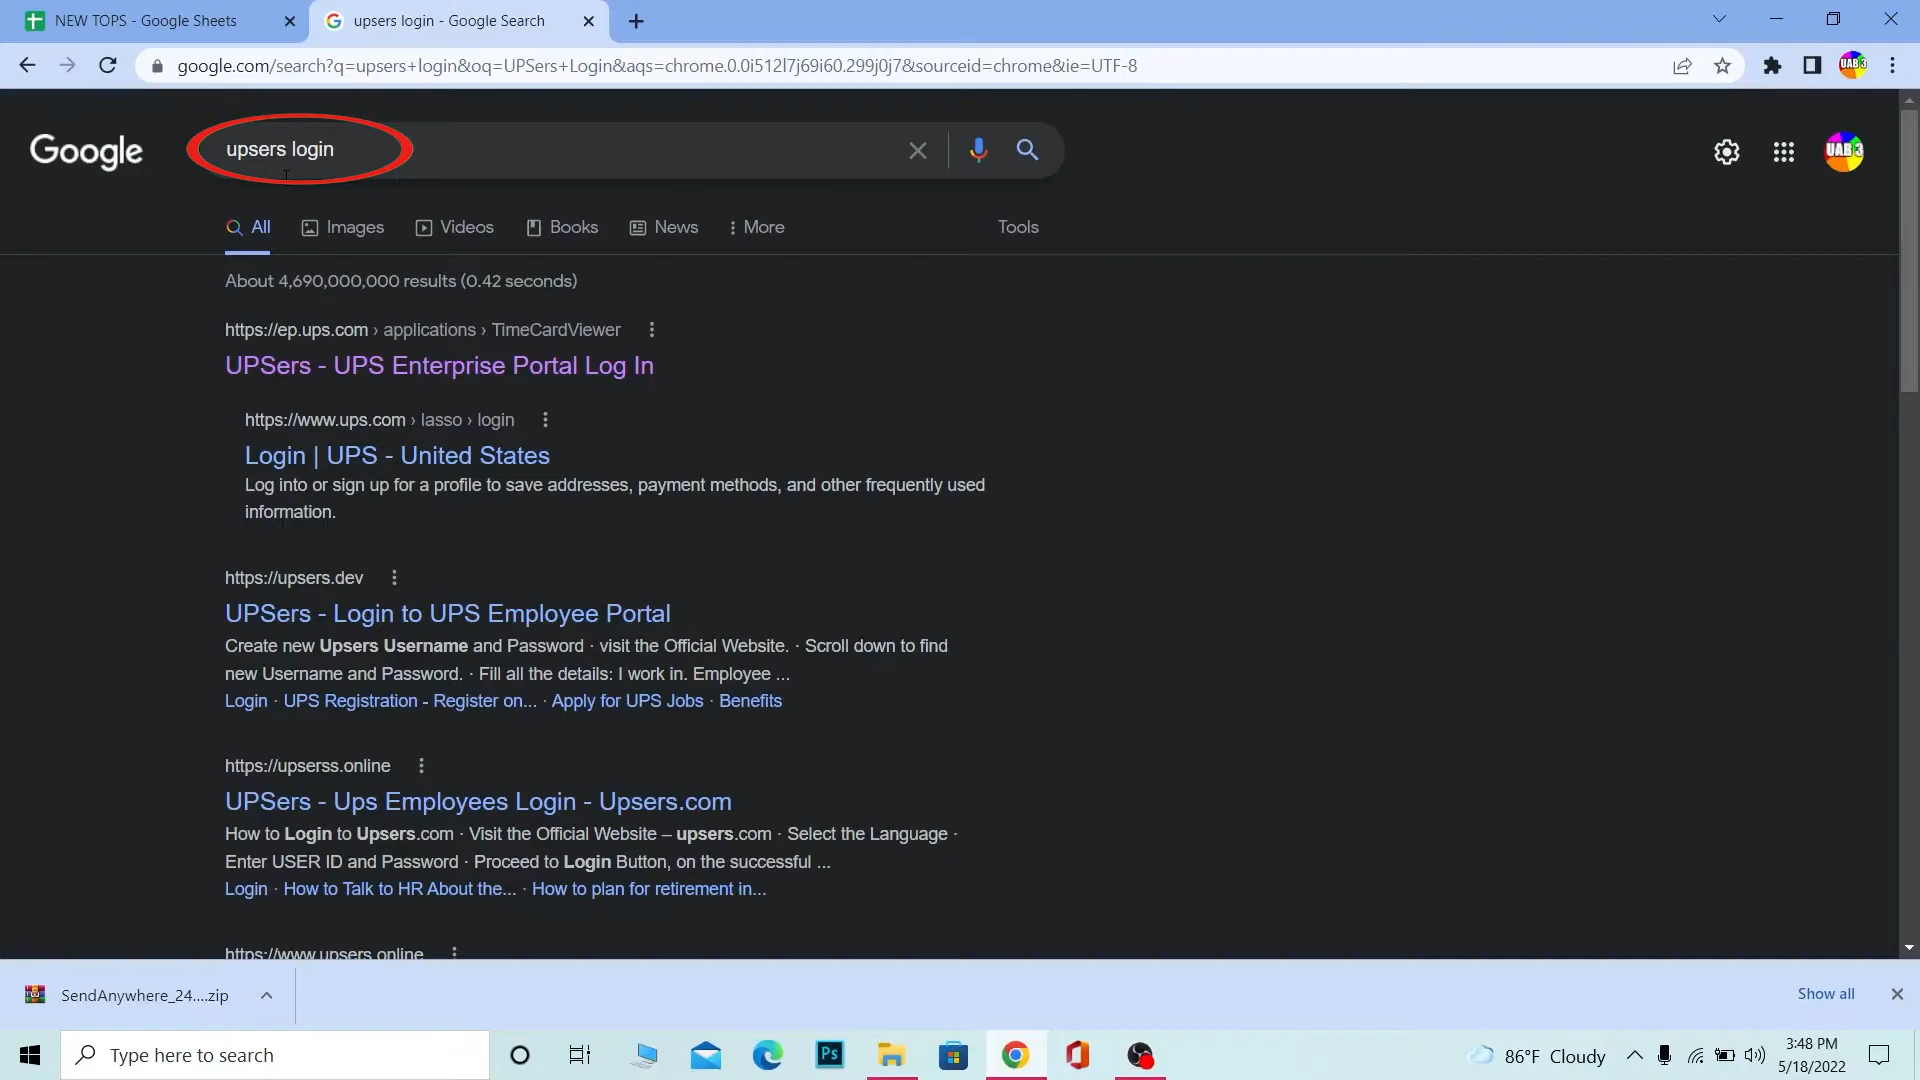 NEW TOPS - Google Sheets
upsers login - Google Search
google.com/search?q=upsers+login&oq=UPSers+Login&aqs=chrome.0.0i512l7j69i60.299j0j7&sourceid=chrome&ie=UTF-8
UAB 3
Google
upsers login
UAB 3
All
Images
Videos
Books
News
More
Tools
About 4,690,000,000 results (0.42 seconds)
https://ep.ups.com › applications › TimeCardViewer
UPSers - UPS Enterprise Portal Log In
https://www.ups.com › lasso › login
Login | UPS - United States
Log into or sign up for a profile to save addresses, payment methods, and other frequently used
information.
https://upsers.dev
UPSers - Login to UPS Employee Portal
Create new Upsers Username and Password · visit the Official Website. · Scroll down to find
new Username and Password. · Fill all the details: I work in. Employee ...
Login · UPS Registration - Register on... · Apply for UPS Jobs · Benefits
https://upserss.online
UPSers - Ups Employees Login - Upsers.com
How to Login to Upsers.com · Visit the Official Website – upsers.com · Select the Language ·
Enter USER ID and Password · Proceed to Login Button, on the successful ...
Login · How to Talk to HR About the... · How to plan for retirement in...
https://www.upsers.online
SendAnywhere_24....zip
Show all
Type here to search
Ps
86°F Cloudy
3:48 PM
5/18/2022